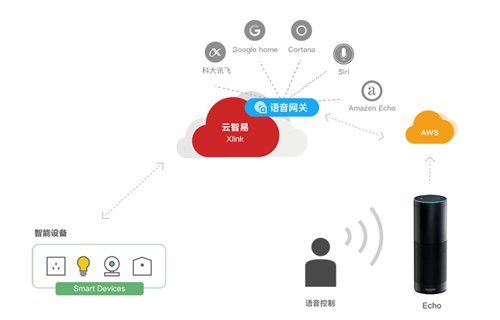 Google home
Cortana
科大讯飞
Siri
Amazon Echo
语音网关
云智易
Xlink
AWS
智能设备
Smart Devices
语音控制
Echo